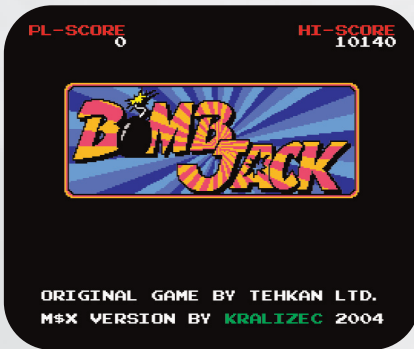 PL-SCORE HI-SCORE
0 10140
BOMB JACK
ORIGINAL GAME BY TEHKAN LTD.
M$X VERSION BY KRALIZEC 2004